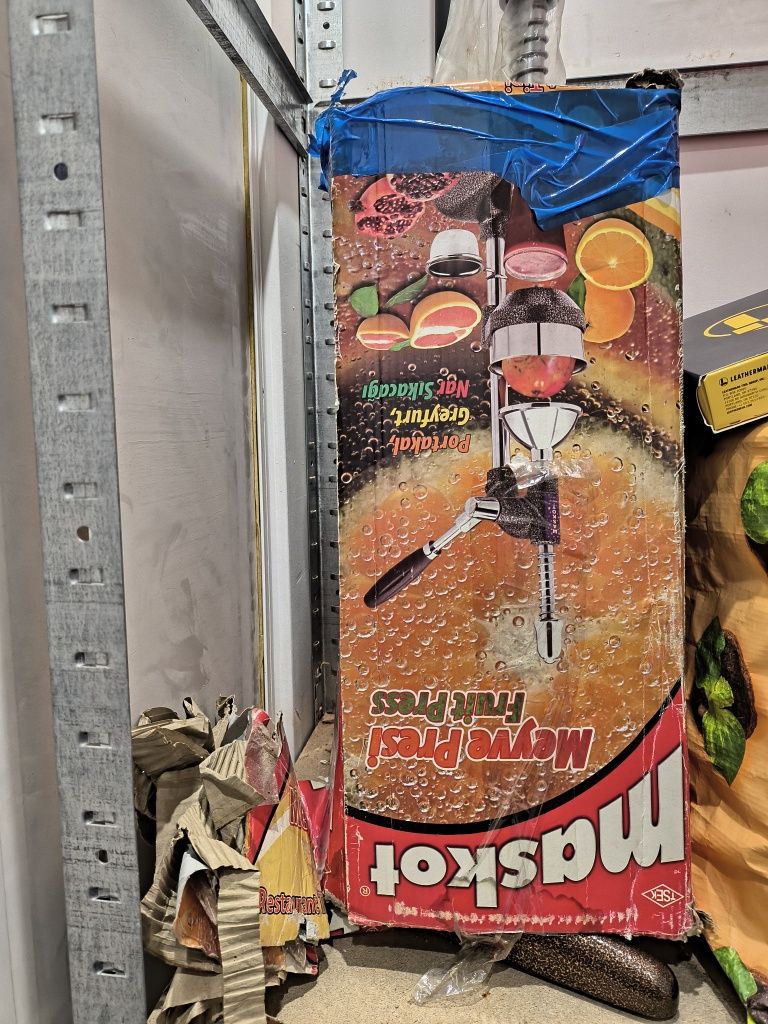 maskot
®
TSEK
Meyve Presi
Fruit Press
Portakal,
Greyfurt,
Nar Sıkacağı
LEATHERMAN
Restaurant